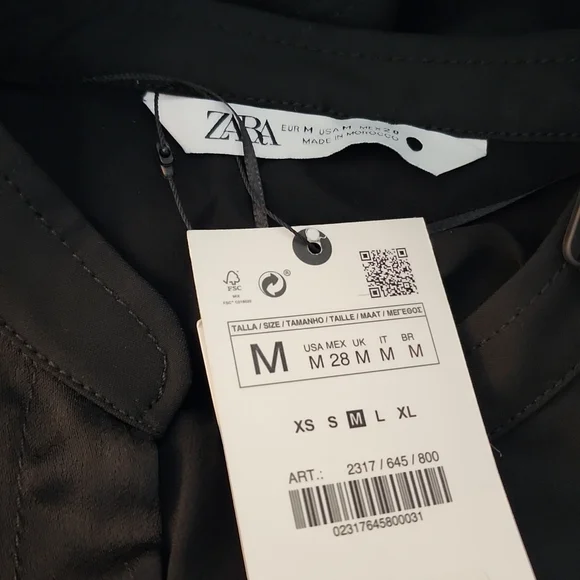 ZARA
EUR M USA M MEX 28
MADE IN MOROCCO
FSC
TALLA / SIZE / TAMANHO / TAILLE / MAAT / ΜΕΓΕΘΟΣ
M
USA MEX UK IT BR
M 28 M M M
XS S M L XL
ART.: 2317 / 645 / 800
02317645800031